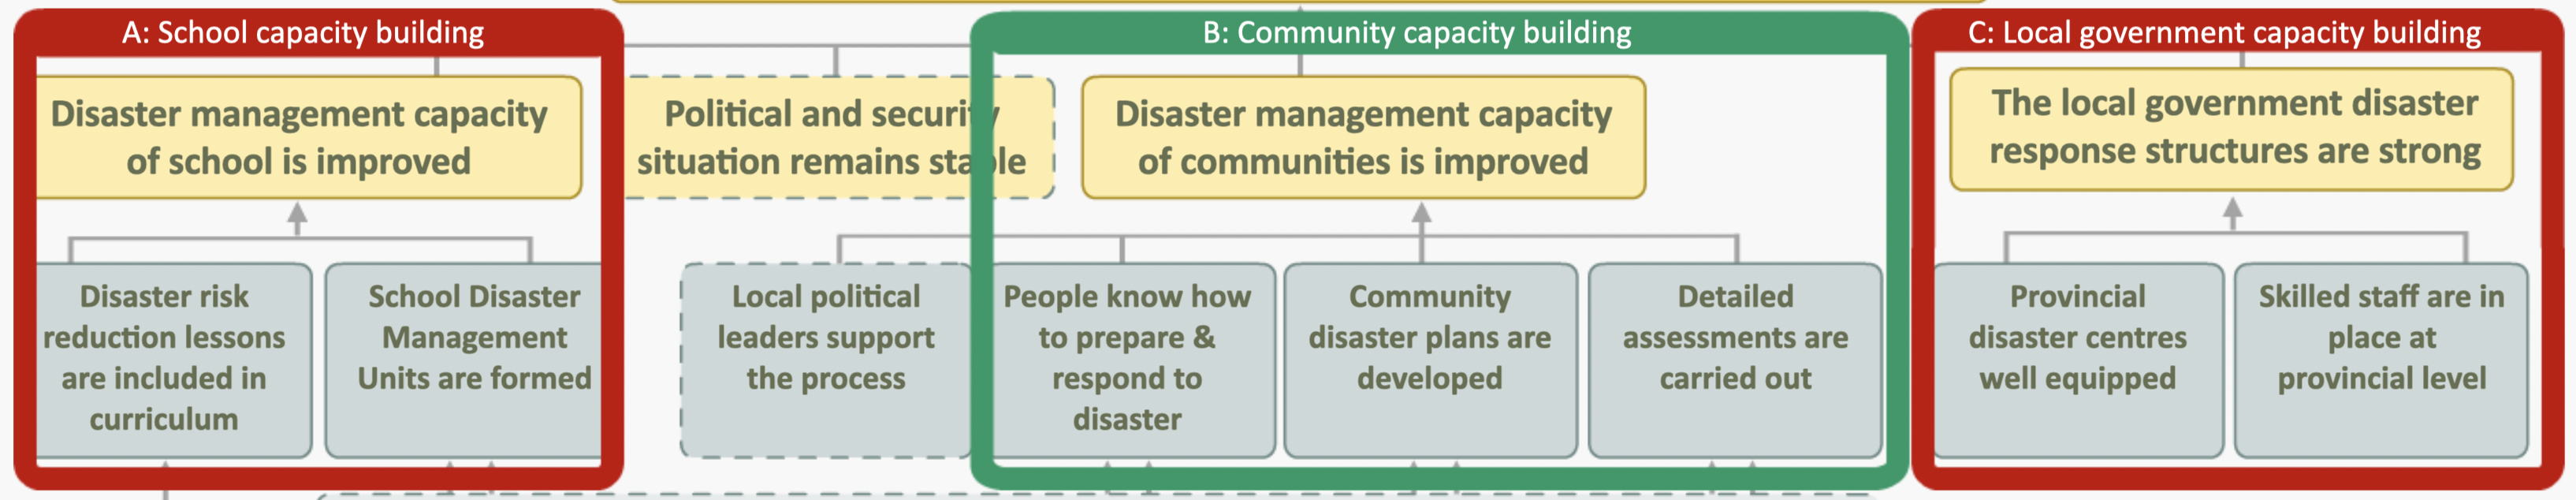 A: School capacity building
B: Community capacity building
C: Local government capacity building
Disaster management capacity
of school is improved
Political and security
situation remains stable
Disaster management capacity
of communities is improved
The local government disaster
response structures are strong
Disaster risk
reduction lessons
are included in
curriculum
School Disaster
Management
Units are formed
Local political
leaders support
the process
People know how
to prepare &
respond to
disaster
Community
disaster plans are
developed
Detailed
assessments are
carried out
Provincial
disaster centres
well equipped
Skilled staff are in
place at
provincial level